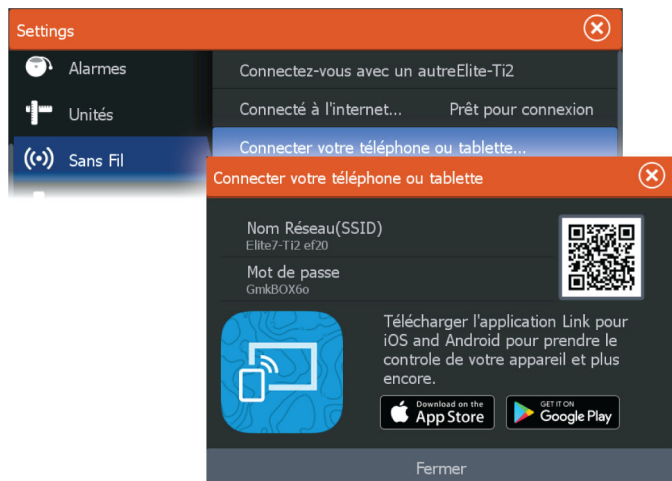 Settings
Alarmes
Unités
Sans Fil
Connectez-vous avec un autreElite-Ti2
Connecté à l'internet... Prêt pour connexion
Connecter votre téléphone ou tablette...
Connecter votre téléphone ou tablette
Nom Réseau(SSID)
Elite7-Ti2 ef20
Mot de passe
GmkBOX6o
Télécharger l'application Link pour
iOS and Android pour prendre le
controle de votre appareil et plus
encore.
Download on the
App Store
GET IT ON
Google Play
Fermer